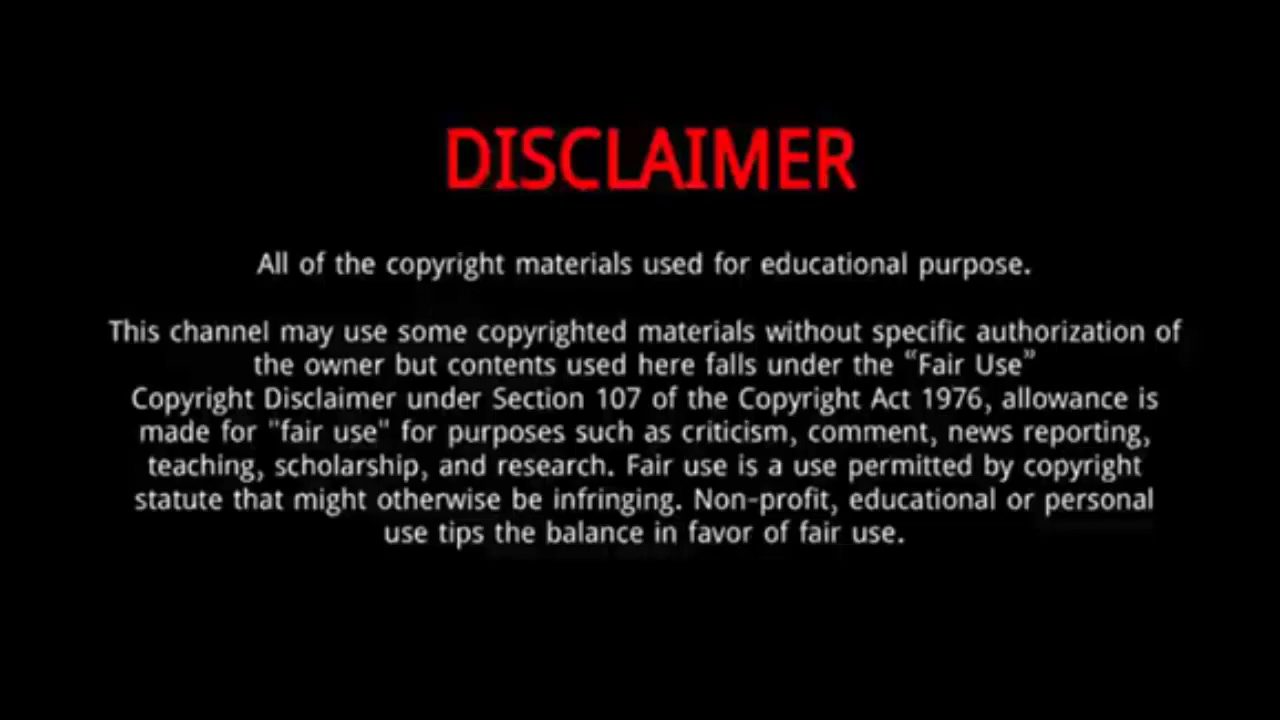 DISCLAIMER
All of the copyright materials used for educational purpose.
This channel may use some copyrighted materials without specific authorization of
the owner but contents used here falls under the “Fair Use”
Copyright Disclaimer under Section 107 of the Copyright Act 1976, allowance is
made for "fair use" for purposes such as criticism, comment, news reporting,
teaching, scholarship, and research. Fair use is a use permitted by copyright
statute that might otherwise be infringing. Non-profit, educational or personal
use tips the balance in favor of fair use.